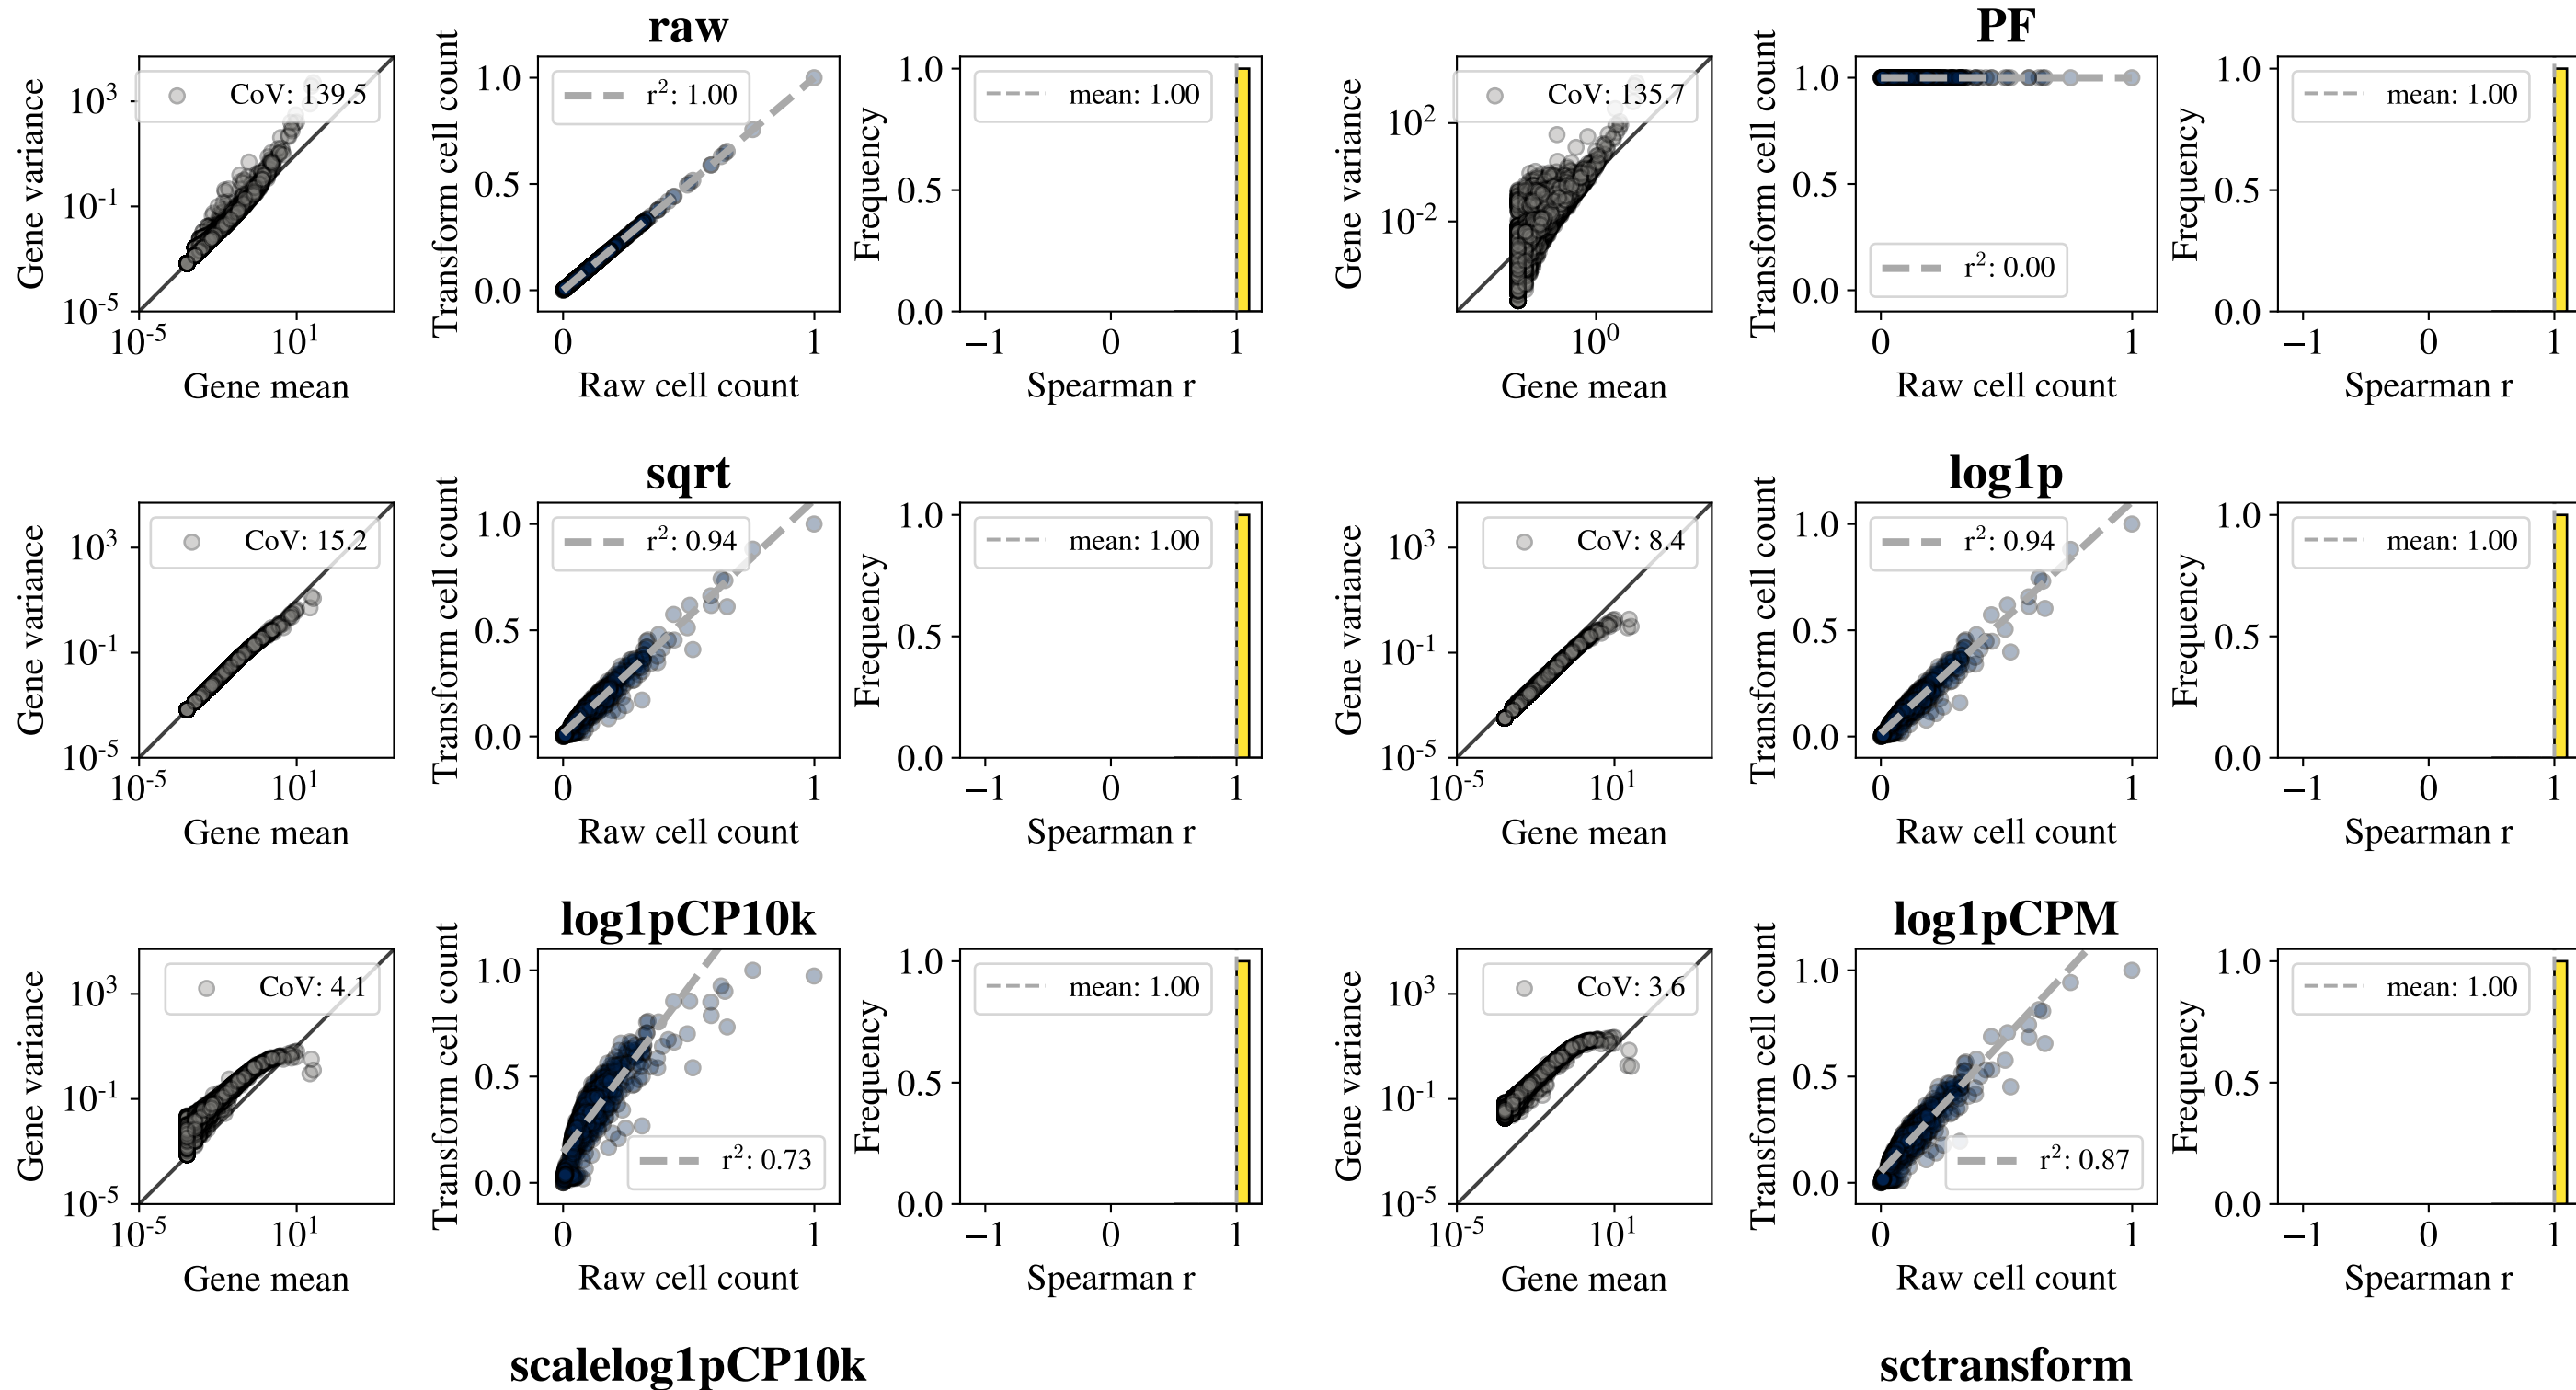 raw
Gene variance
10³
10⁻¹
10⁻⁵
CoV: 139.5
10⁻⁵ 10¹
Gene mean
Transform cell count
1.0
0.5
0.0
r²: 1.00
0 1
Raw cell count
Frequency
1.0
0.5
0.0
mean: 1.00
−1 0 1
Spearman r
PF
Gene variance
10²
10⁻²
CoV: 135.7
10⁰
Gene mean
Transform cell count
1.0
0.5
0.0
r²: 0.00
0 1
Raw cell count
Frequency
1.0
0.5
0.0
mean: 1.00
−1 0 1
Spearman r
sqrt
Gene variance
10³
10⁻¹
10⁻⁵
CoV: 15.2
10⁻⁵ 10¹
Gene mean
Transform cell count
1.0
0.5
0.0
r²: 0.94
0 1
Raw cell count
Frequency
1.0
0.5
0.0
mean: 1.00
−1 0 1
Spearman r
log1p
Gene variance
10³
10⁻¹
10⁻⁵
CoV: 8.4
10⁻⁵ 10¹
Gene mean
Transform cell count
1.0
0.5
0.0
r²: 0.94
0 1
Raw cell count
Frequency
1.0
0.5
0.0
mean: 1.00
−1 0 1
Spearman r
log1pCP10k
Gene variance
10³
10⁻¹
10⁻⁵
CoV: 4.1
10⁻⁵ 10¹
Gene mean
Transform cell count
1.0
0.5
0.0
r²: 0.73
0 1
Raw cell count
Frequency
1.0
0.5
0.0
mean: 1.00
−1 0 1
Spearman r
log1pCPM
Gene variance
10³
10⁻¹
10⁻⁵
CoV: 3.6
10⁻⁵ 10¹
Gene mean
Transform cell count
1.0
0.5
0.0
r²: 0.87
0 1
Raw cell count
Frequency
1.0
0.5
0.0
mean: 1.00
−1 0 1
Spearman r
scalelog1pCP10k
sctransform